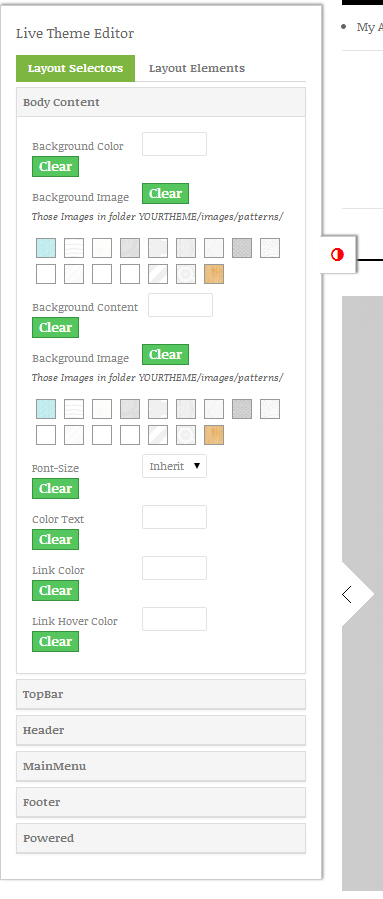 Live Theme Editor
Layout Selectors Layout Elements
Body Content
Background Color
Clear
Background Image Clear
Those Images in folder YOURTHEME/images/patterns/
Background Content
Clear
Background Image Clear
Those Images in folder YOURTHEME/images/patterns/
Font-Size Inherit
Clear
Color Text
Clear
Link Color
Clear
Link Hover Color
Clear
TopBar
Header
MainMenu
Footer
Powered
My